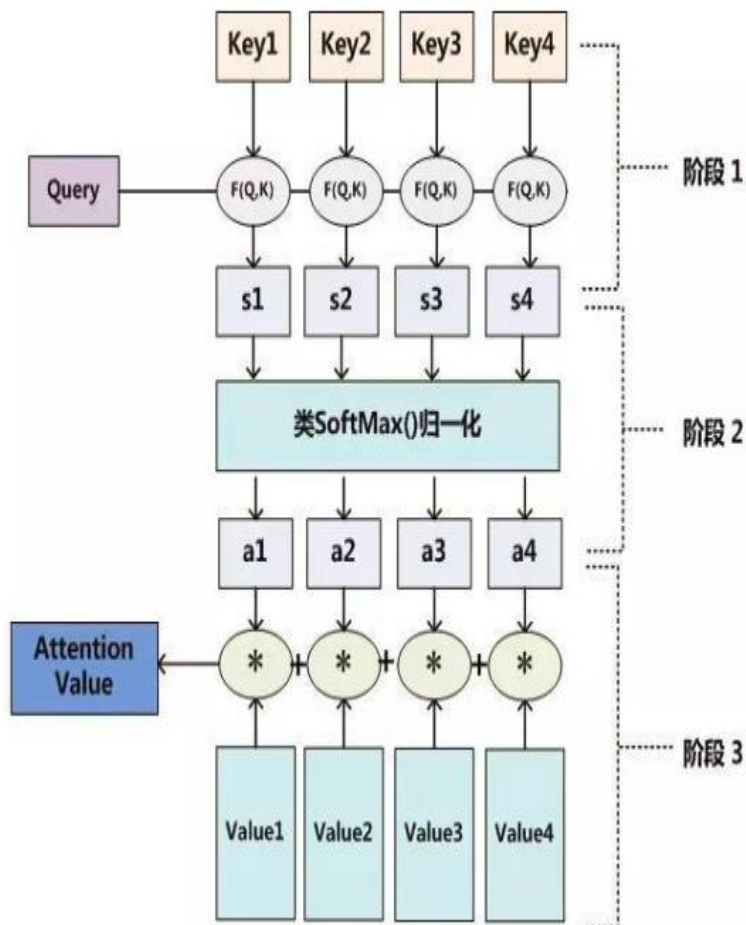 Key1 Key2 Key3 Key4
阶段 1
Query F(Q,K) F(Q,K) F(Q,K) F(Q,K)
s1 s2 s3 s4
类SoftMax()归一化
阶段 2
a1 a2 a3 a4
Attention
Value
* + * + * + *
阶段 3
Value1 Value2 Value3 Value4